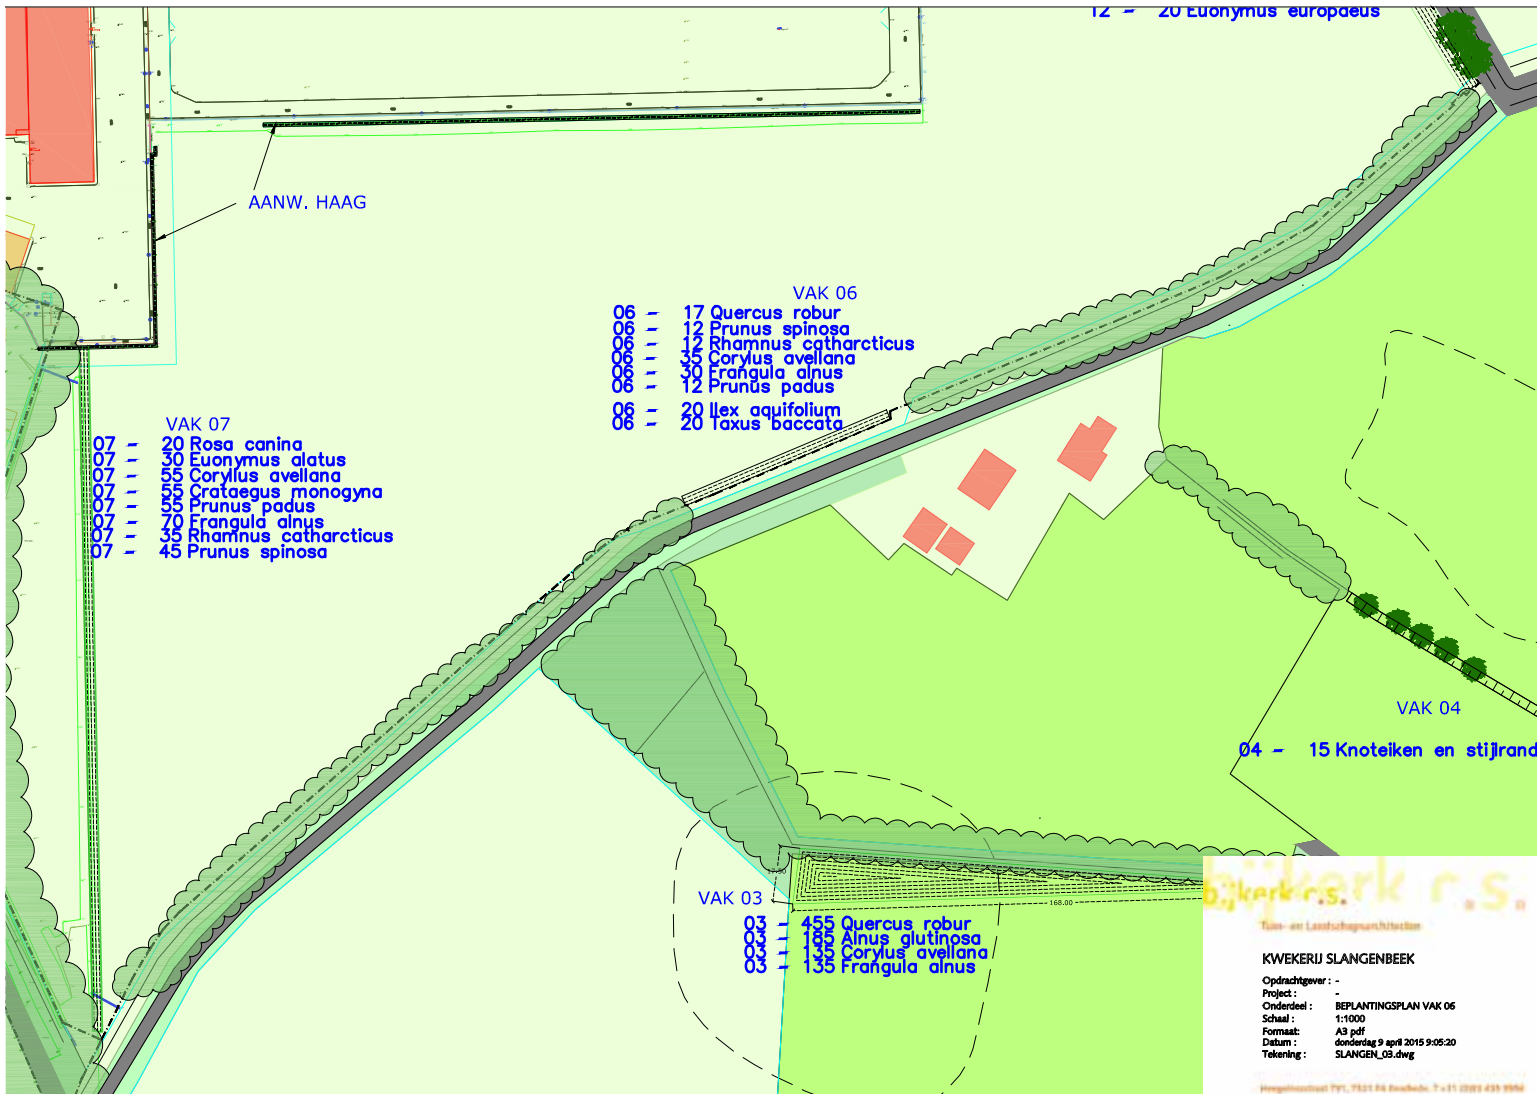 12 - 20 Euonymus europaeus
AANW. HAAG
VAK 06
06 - 17 Quercus robur
06 - 12 Prunus spinosa
06 - 12 Rhamnus catharcticus
06 - 35 Corylus avellana
06 - 30 Frangula alnus
06 - 12 Prunus padus
06 - 20 Ilex aquifolium
06 - 20 Taxus baccata
VAK 07
07 - 20 Rosa canina
07 - 30 Euonymus alatus
07 - 55 Coryllus avellana
07 - 55 Crataegus monogyna
07 - 55 Prunus padus
07 - 70 Frangula alnus
07 - 35 Rhamnus catharcticus
07 - 45 Prunus spinosa
VAK 04
04 - 15 Knoteiken en stijlrand
VAK 03
03 - 455 Quercus robur
03 - 185 Alnus glutinosa
03 - 135 Corylus avellana
03 - 135 Frangula alnus
168.00
bijkerk r.s.
bijkerk r.s.
Tuin- en Landschapsarchitecten
KWEKERIJ SLANGENBEEK
Opdrachtgever : -
Project : -
Onderdeel : BEPLANTINGSPLAN VAK 06
Schaal : 1:1000
Formaat: A3 pdf
Datum : donderdag 9 april 2015 9:05:20
Tekening : SLANGEN_03.dwg